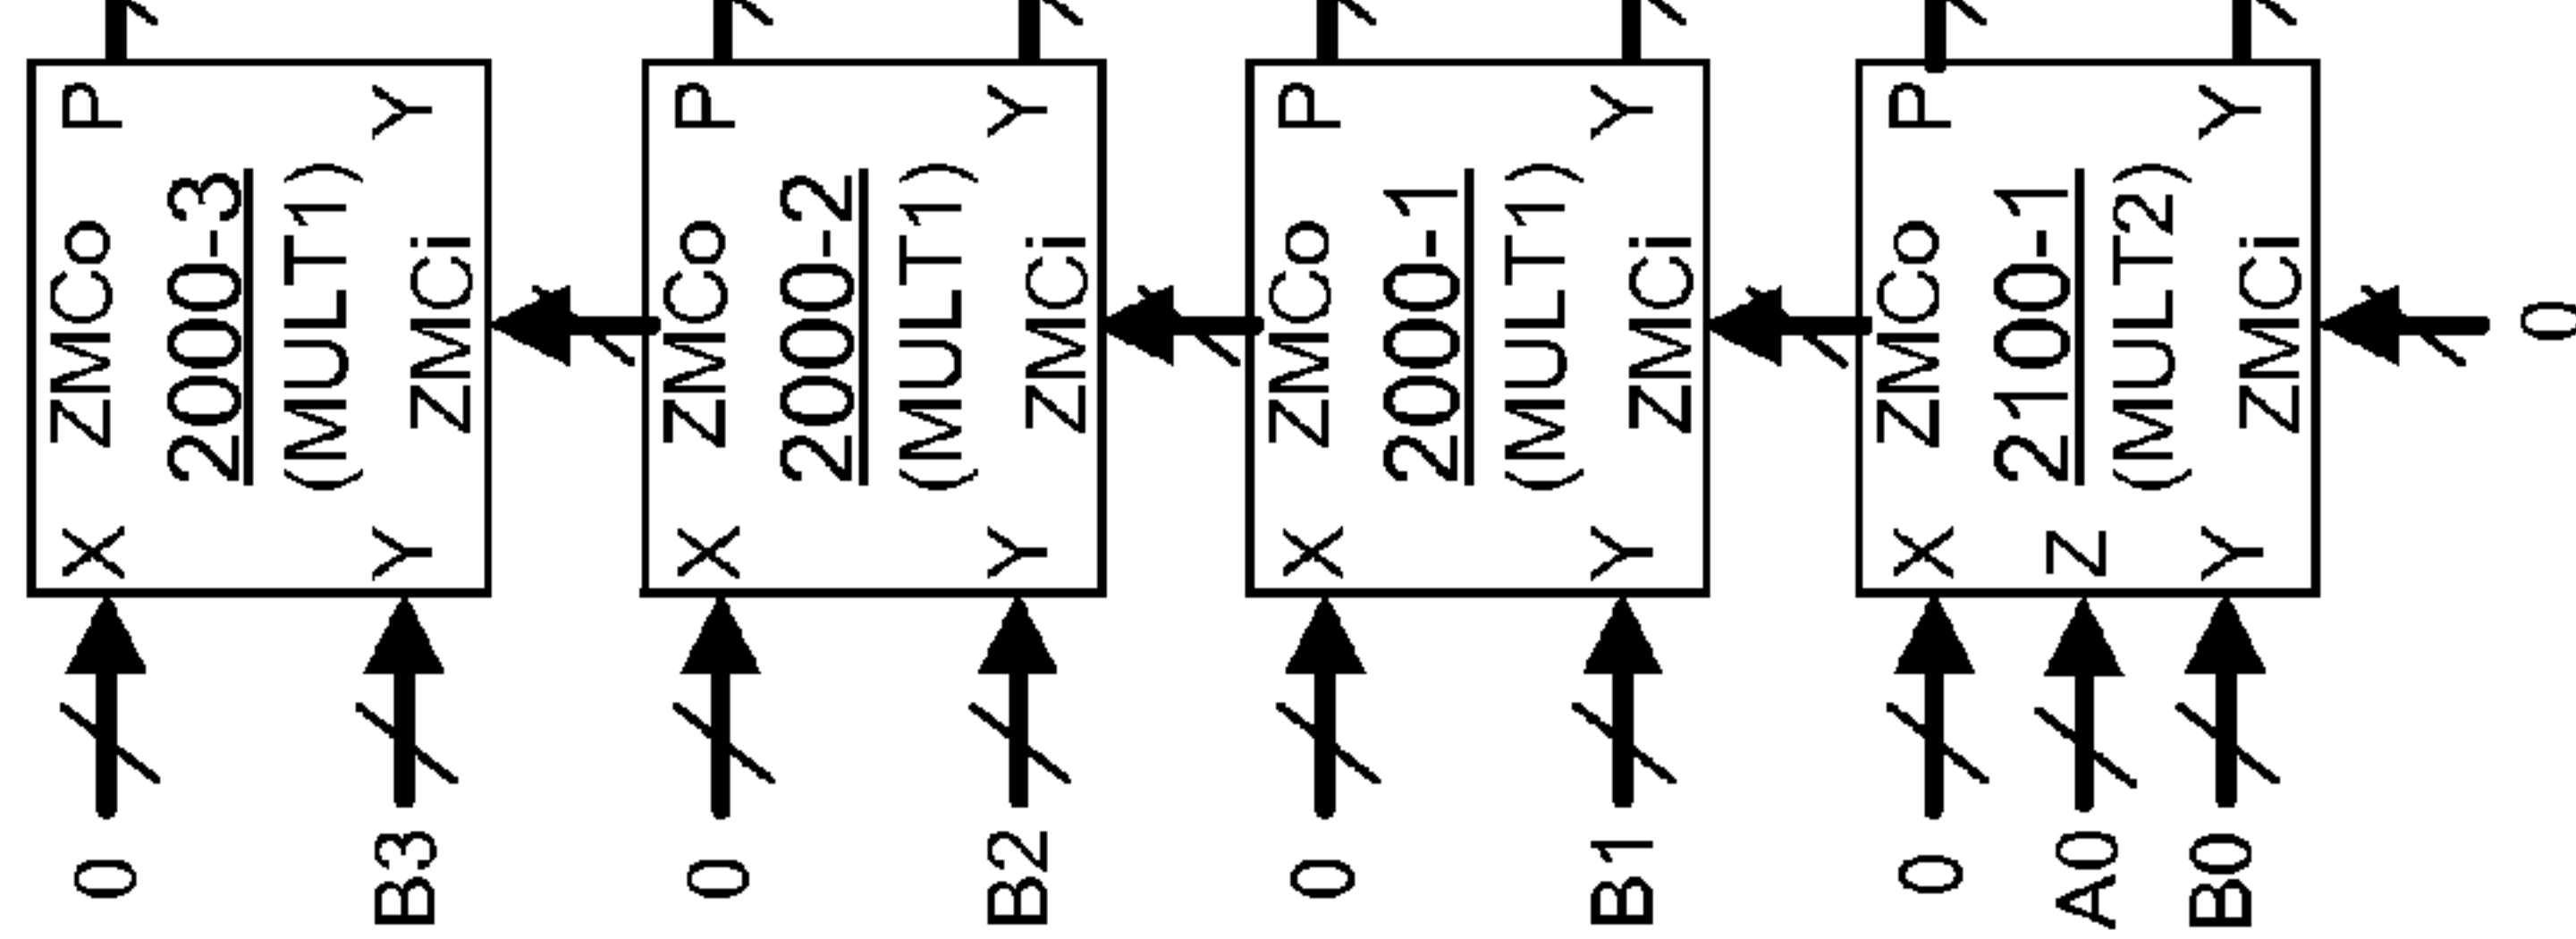 0
B3
X
Y
ZMCo
2000-3
(MULT1)
ZMCi
P
Y
0
B2
X
Y
ZMCo
2000-2
(MULT1)
ZMCi
P
Y
0
B1
X
Y
ZMCo
2000-1
(MULT1)
ZMCi
P
Y
0
A0
B0
X
Z
Y
ZMCo
2100-1
(MULT2)
ZMCi
P
Y
0